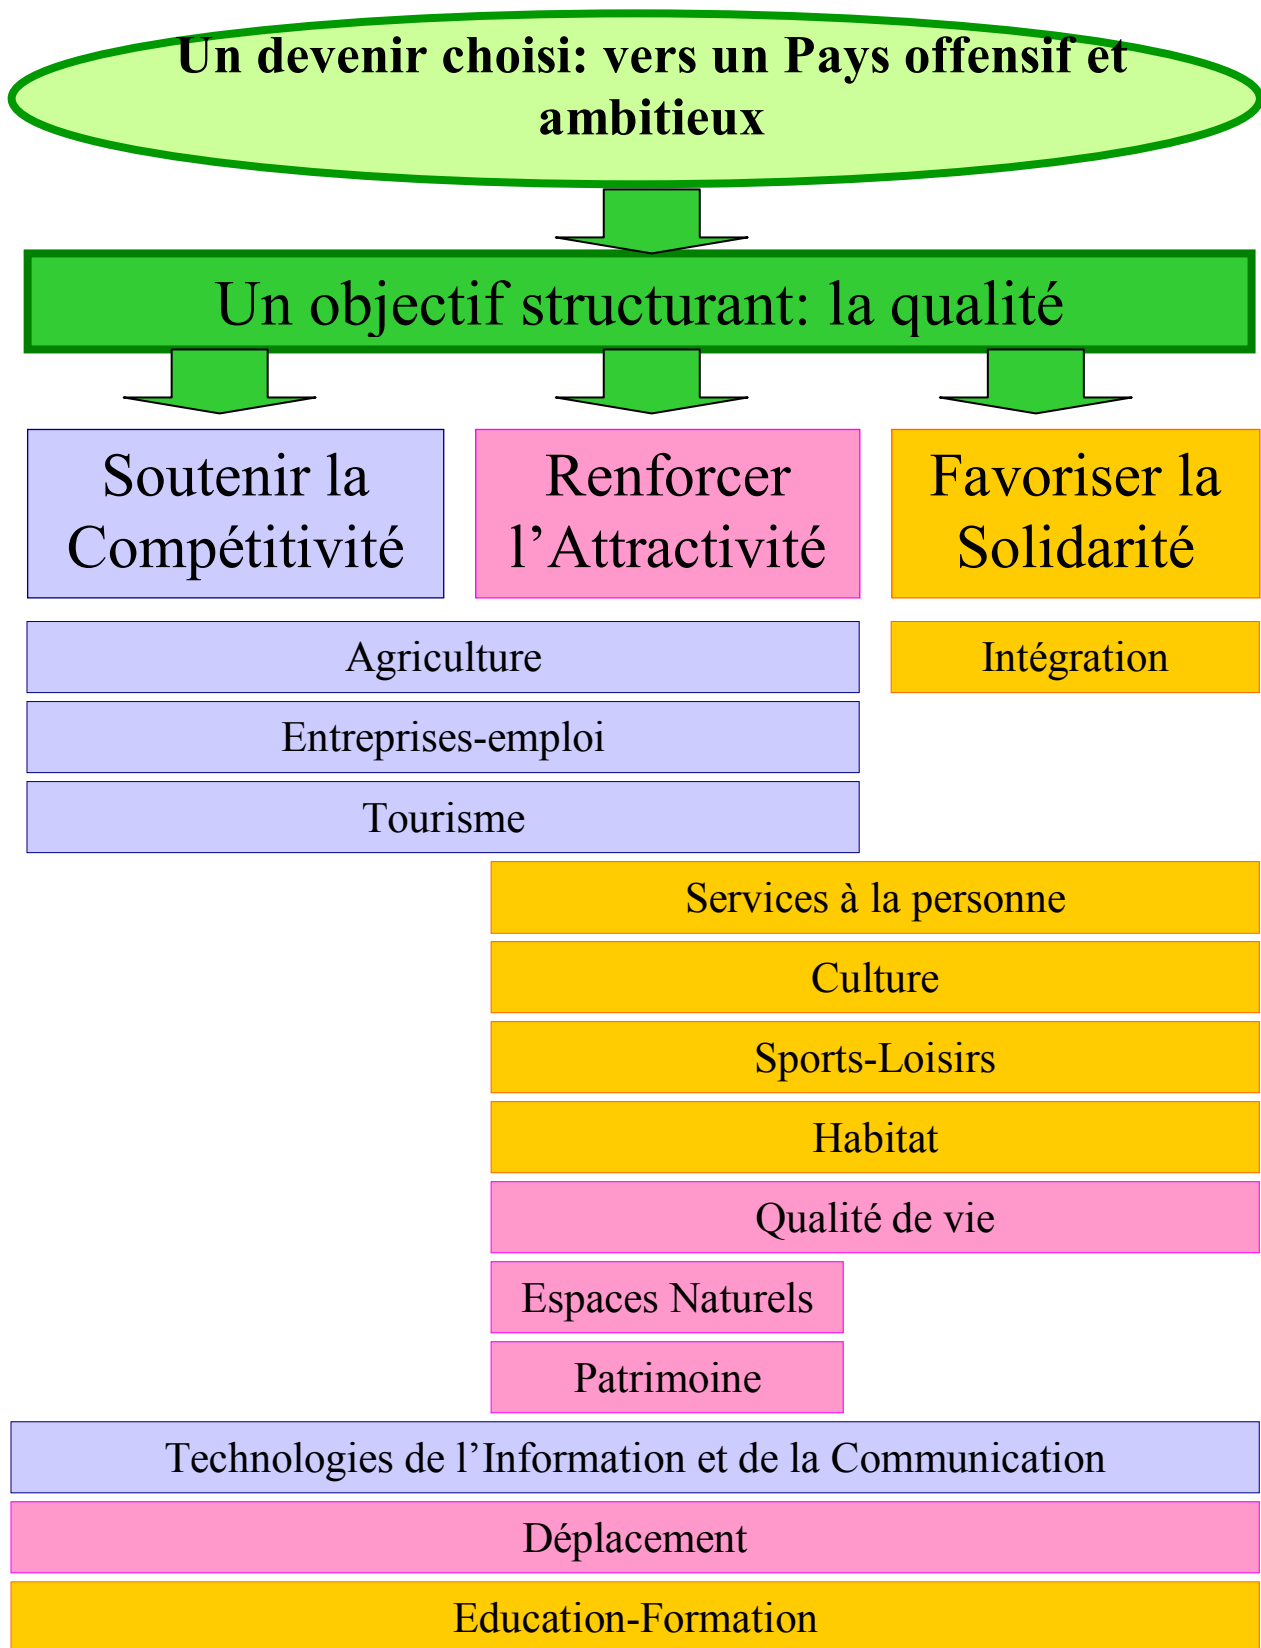 Un devenir choisi: vers un Pays offensif et
ambitieux
Un objectif structurant: la qualité
Soutenir la
Compétitivité
Renforcer
l’Attractivité
Favoriser la
Solidarité
Agriculture
Intégration
Entreprises-emploi
Tourisme
Services à la personne
Culture
Sports-Loisirs
Habitat
Qualité de vie
Espaces Naturels
Patrimoine
Technologies de l’Information et de la Communication
Déplacement
Education-Formation